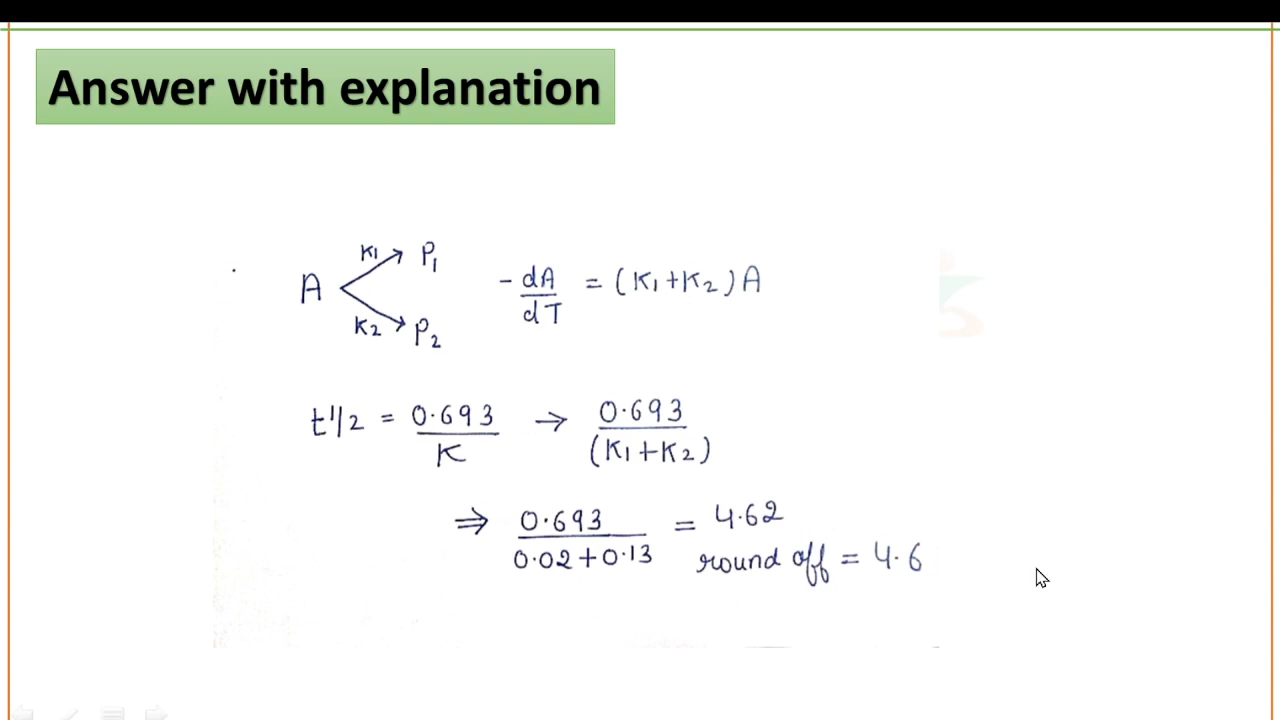 Answer with explanation
A K1 P1
K2 P2
- dA/dT = (K1+K2)A
t1/2 = 0.693/K → 0.693/(K1+K2)
⇒ 0.693/0.02+0.13 = 4.62
round off = 4.6